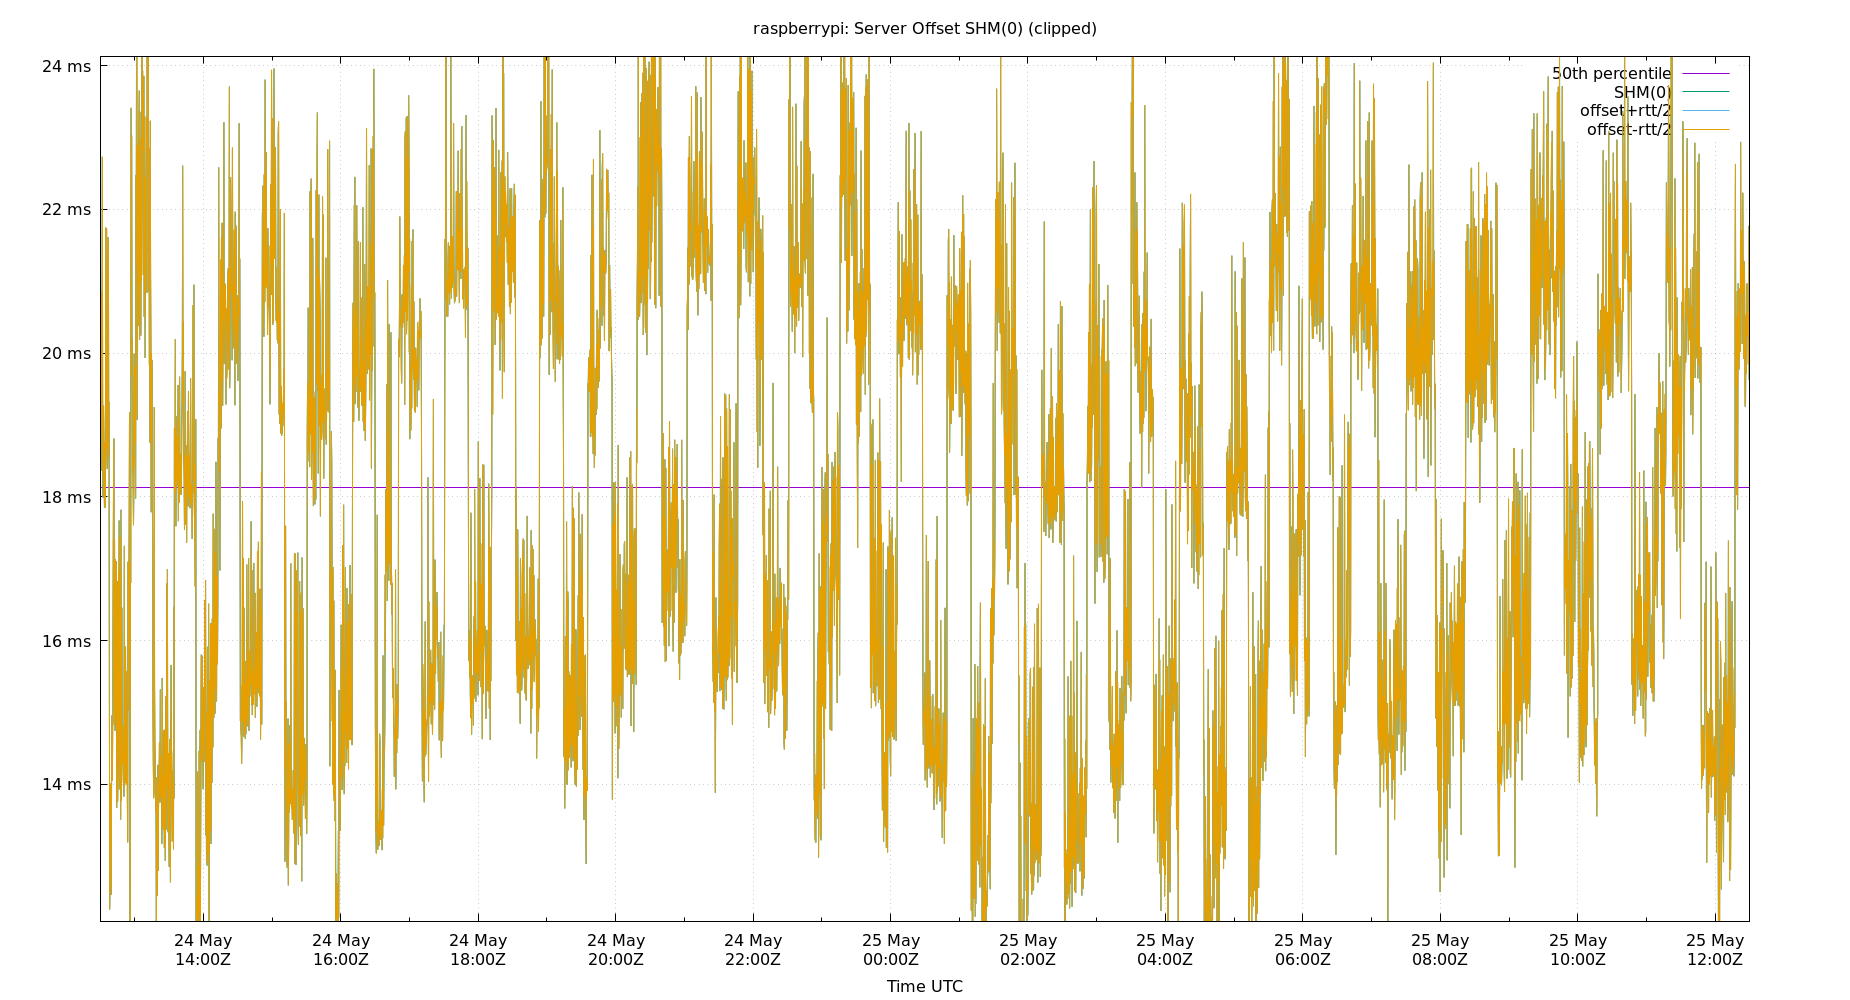 raspberrypi: Server Offset SHM(0) (clipped)
24 ms
22 ms
20 ms
18 ms
16 ms
14 ms
50th percentile
SHM(0)
offset+rtt/2
offset-rtt/2
24 May 24 May 24 May 24 May 24 May 25 May 25 May 25 May 25 May 25 May 25 May 25 May
14:00Z 16:00Z 18:00Z 20:00Z 22:00Z 00:00Z 02:00Z 04:00Z 06:00Z 08:00Z 10:00Z 12:00Z
Time UTC